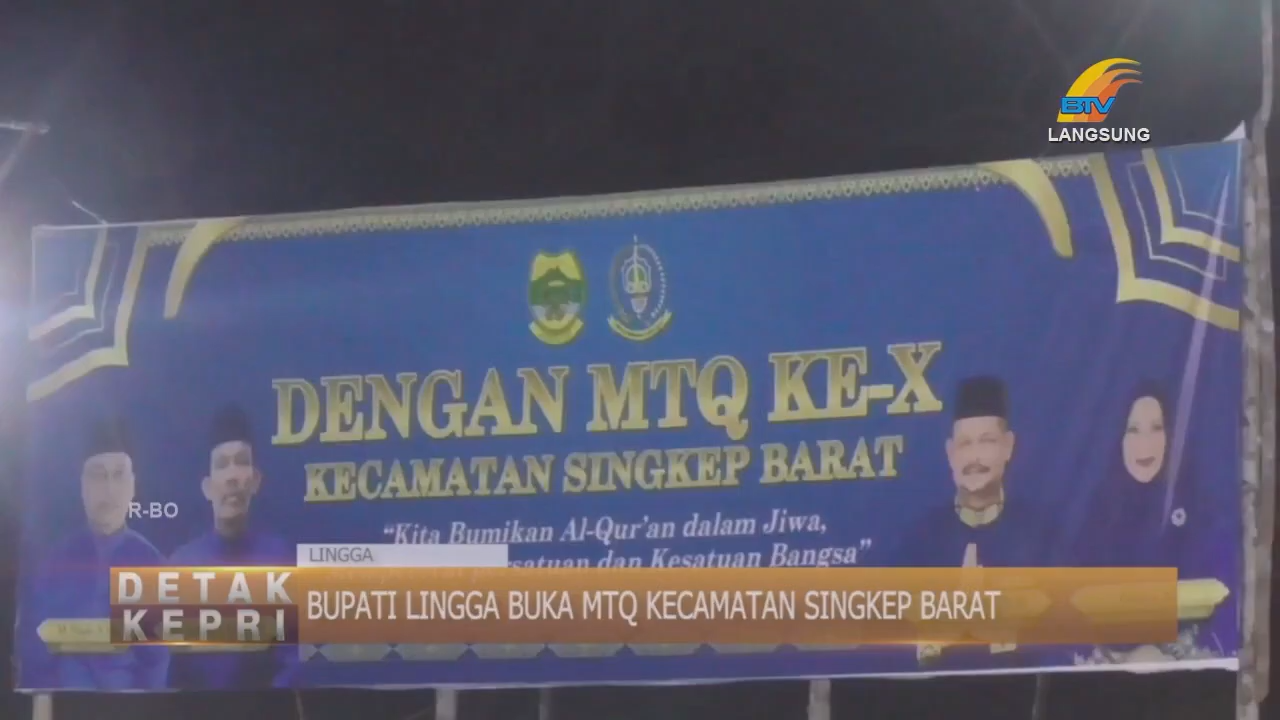 BTV
LANGSUNG
DENGAN MTQ KE-X
KECAMATAN SINGKEP BARAT
"Kita Bumikan Al-Qur'an dalam Jiwa,
dan Kesatuan Bangsa"
R-BO
LINGGA
DETAK
KEPRI
BUPATI LINGGA BUKA MTQ KECAMATAN SINGKEP BARAT